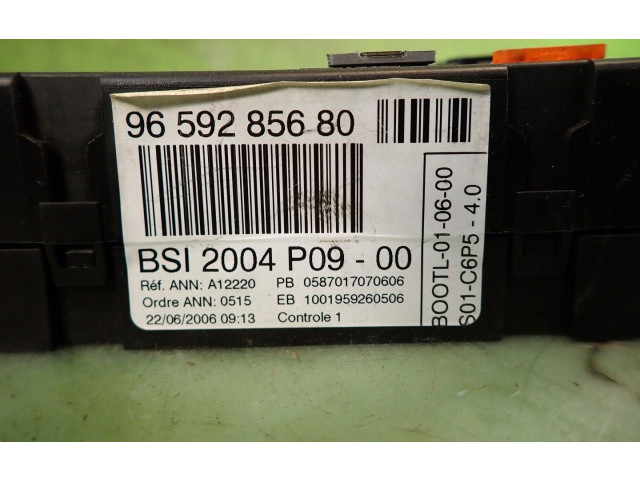 96 592 856 80
BSI 2004 P09 - 00
Réf. ANN: A12220 PB 0587017070606
Ordre ANN: 0515 EB 1001959260506
22/06/2006 09:13 Controle 1
BOOTL-01-06-00
S01-C6P5 - 4.0